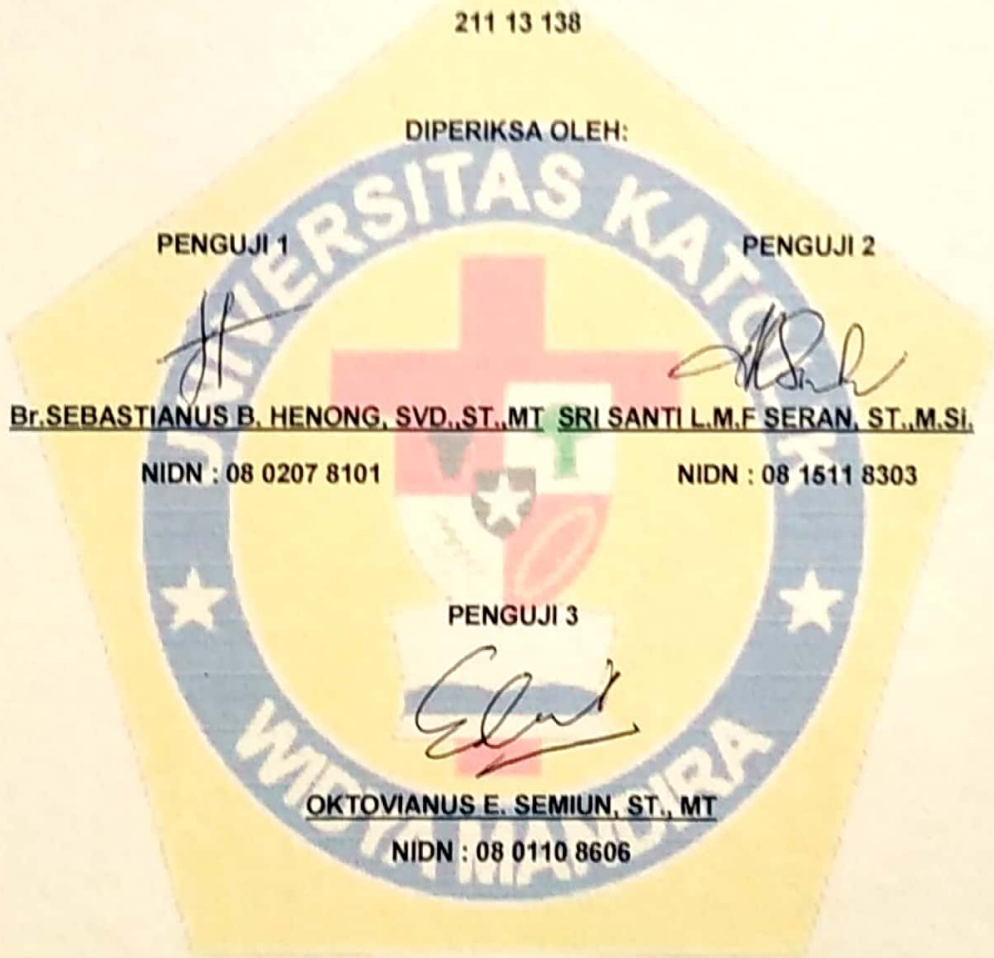 211 13 138
DIPERIKSA OLEH:
UNIVERSITAS KATOLIK
PENGUJI 1 PENGUJI 2
Br.SEBASTIANUS B. HENONG, SVD.,ST.,MT SRI SANTI L.M.F SERAN, ST.,M.Si.
NIDN : 08 0207 8101 NIDN : 08 1511 8303
PENGUJI 3
OKTOVIANUS E. SEMIUN, ST., MT
NIDN : 08 0110 8606
WIDYA MANDIRA